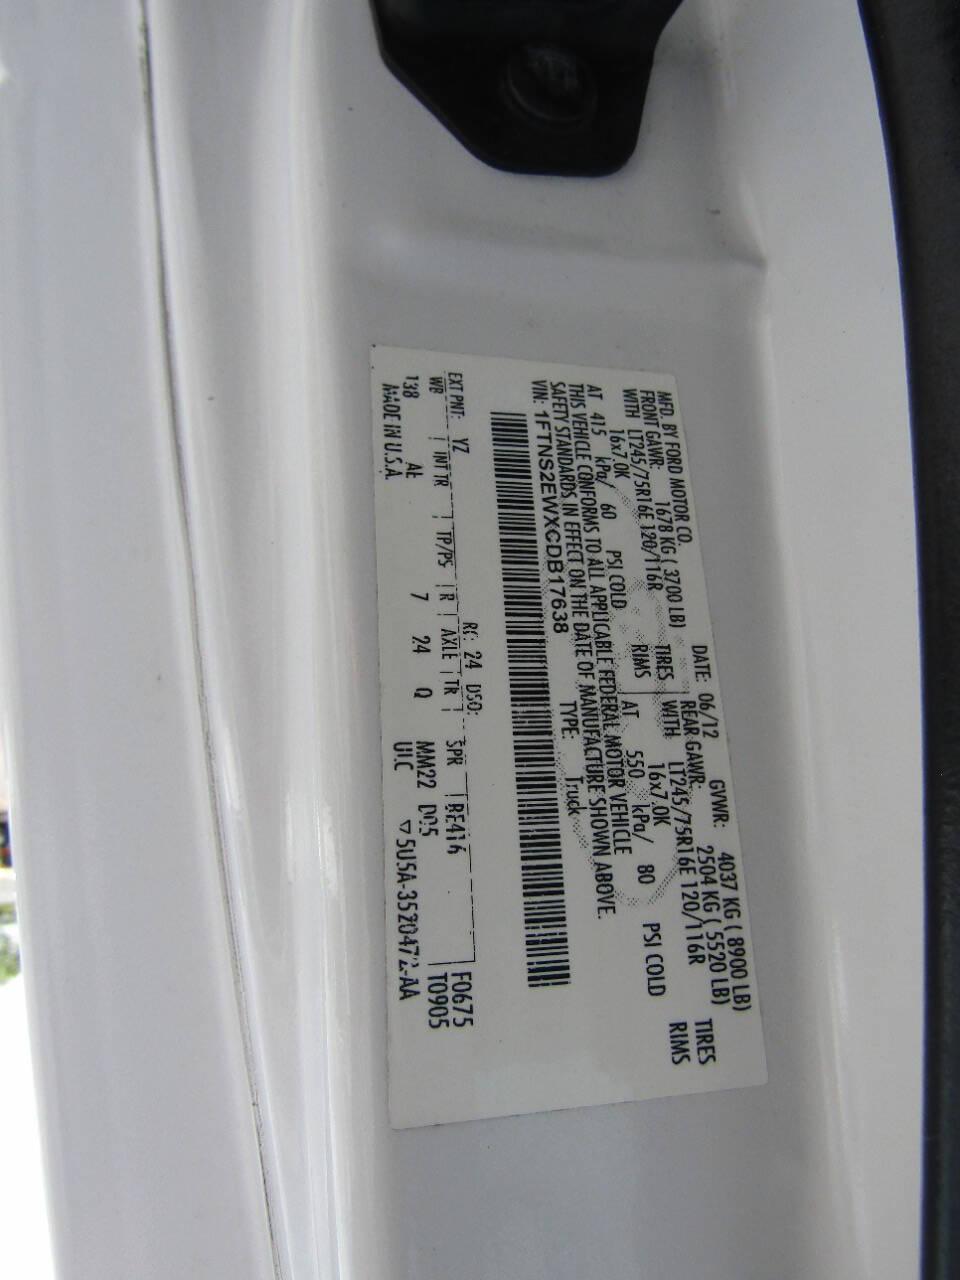 MFD. BY FORD MOTOR CO.
DATE: 06/12 GVWR: 4037 KG ( 8900 LB)
FRONT GAWR: 1678 KG ( 3700 LB) REAR GAWR: 2504 KG ( 5520 LB)
WITH LT245/75R16E 120/116R TIRES WITH LT245/75R16E 120/116R TIRES
16x7.0K RIMS 16x7.0K RIMS
AT 415 kPa/ 60 PSI COLD AT 550 kPa/ 80 PSI COLD
THIS VEHICLE CONFORMS TO ALL APPLICABLE FEDERAL MOTOR VEHICLE
SAFETY STANDARDS IN EFFECT ON THE DATE OF MANUFACTURE SHOWN ABOVE.
VIN: 1FTNS2EWXCDB17638 TYPE: Truck
F0675
T0905
EXT PNT: YZ RC: 24 DSO:
WB INT TR TP/PS R AXLE TR SPR RE416
138 AE 7 24 Q MM22 D05
MADE IN U.S.A. UIC ▽5U5A-3520472-AA